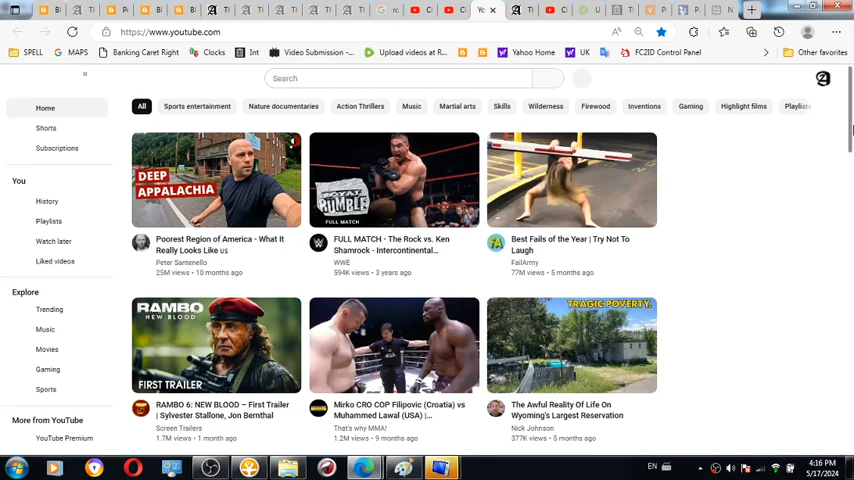 https://www.youtube.com
SPELL
MAPS
Banking Caret Right
Clocks
Int
Video Submission -...
Upload videos at R...
Yahoo Home
UK
FC2ID Control Panel
Other favorites
Search
Home
Shorts
Subscriptions
You
History
Playlists
Watch later
Liked videos
Explore
Trending
Music
Movies
Gaming
Sports
More from YouTube
YouTube Premium
All
Sports entertainment
Nature documentaries
Action Thrillers
Music
Martial arts
Skills
Wilderness
Firewood
Inventions
Gaming
Highlight films
Playlists
DEEP
APPALACHIA
Poorest Region of America - What It
Really Looks Like us
Peter Santenello
25M views • 10 months ago
ROYAL
RUMBLE
FULL MATCH
FULL MATCH - The Rock vs. Ken
Shamrock - Intercontinental...
WWE
594K views • 3 years ago
Best Fails of the Year | Try Not To
Laugh
FailArmy
77M views • 5 months ago
RAMBO
NEW BLOOD
FIRST TRAILER
RAMBO 6: NEW BLOOD – First Trailer
| Sylvester Stallone, Jon Bernthal
Screen Trailers
1.7M views • 1 month ago
Mirko CRO COP Filipovic (Croatia) vs
Muhammed Lawal (USA) |...
That's why MMA!
1.2M views • 9 months ago
TRAGIC POVERTY.
The Awful Reality Of Life On
Wyoming's Largest Reservation
Nick Johnson
377K views • 5 months ago
EN
4:16 PM
5/17/2024